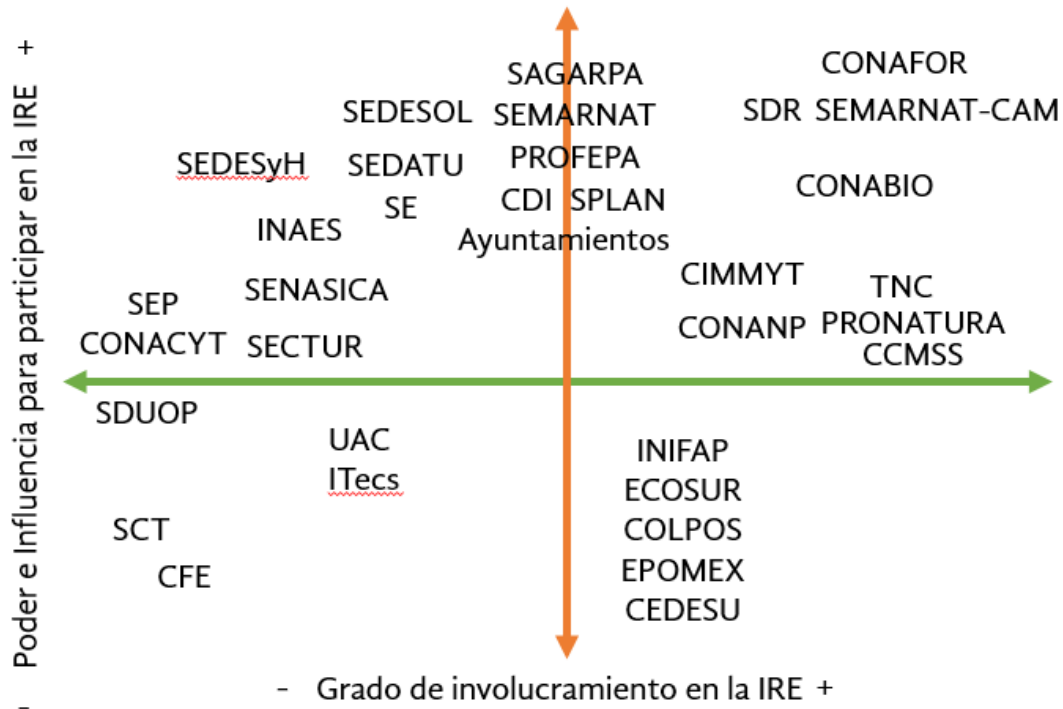 +
Poder e Influencia para participar en la IRE
-
SAGARPA
CONAFOR
SEDESOL
SEMARNAT
SDR SEMARNAT-CAM
SEDESyH
SEDATU
PROFEPA
CONABIO
SE
CDI SPLAN
INAES
Ayuntamientos
SENASICA
CIMMYT
TNC
SEP
CONACYT
SECTUR
CONANP
PRONATURA
CCMSS
SDUOP
UAC
ITecs
INIFAP
ECOSUR
SCT
COLPOS
CFE
EPOMEX
CEDESU
- Grado de involucramiento en la IRE +